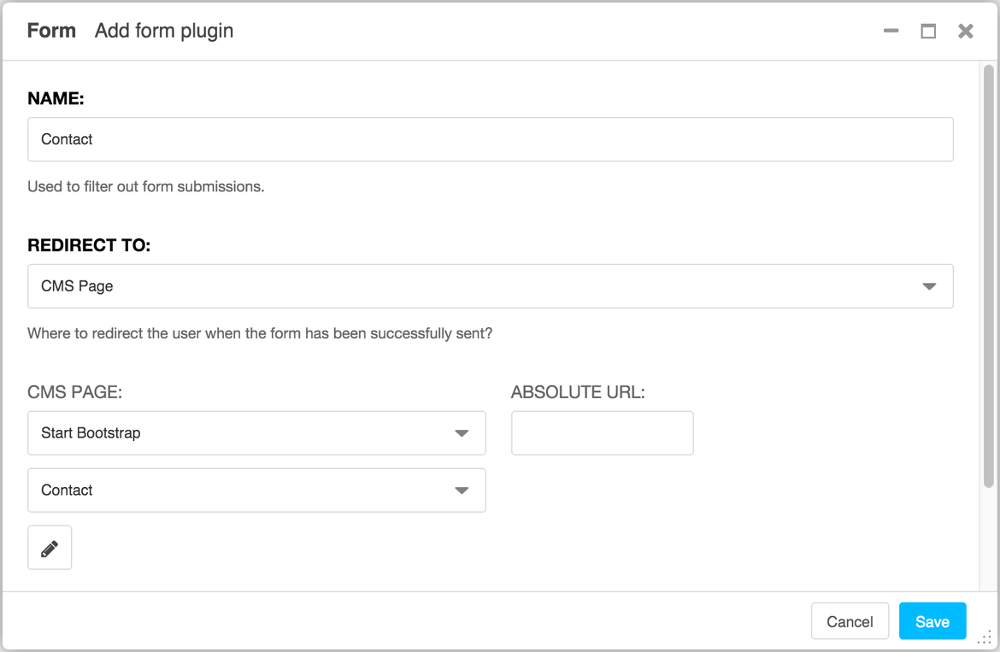 Form Add form plugin
NAME:
Contact
Used to filter out form submissions.
REDIRECT TO:
CMS Page
Where to redirect the user when the form has been successfully sent?
CMS PAGE: ABSOLUTE URL:
Start Bootstrap
Contact
Cancel Save